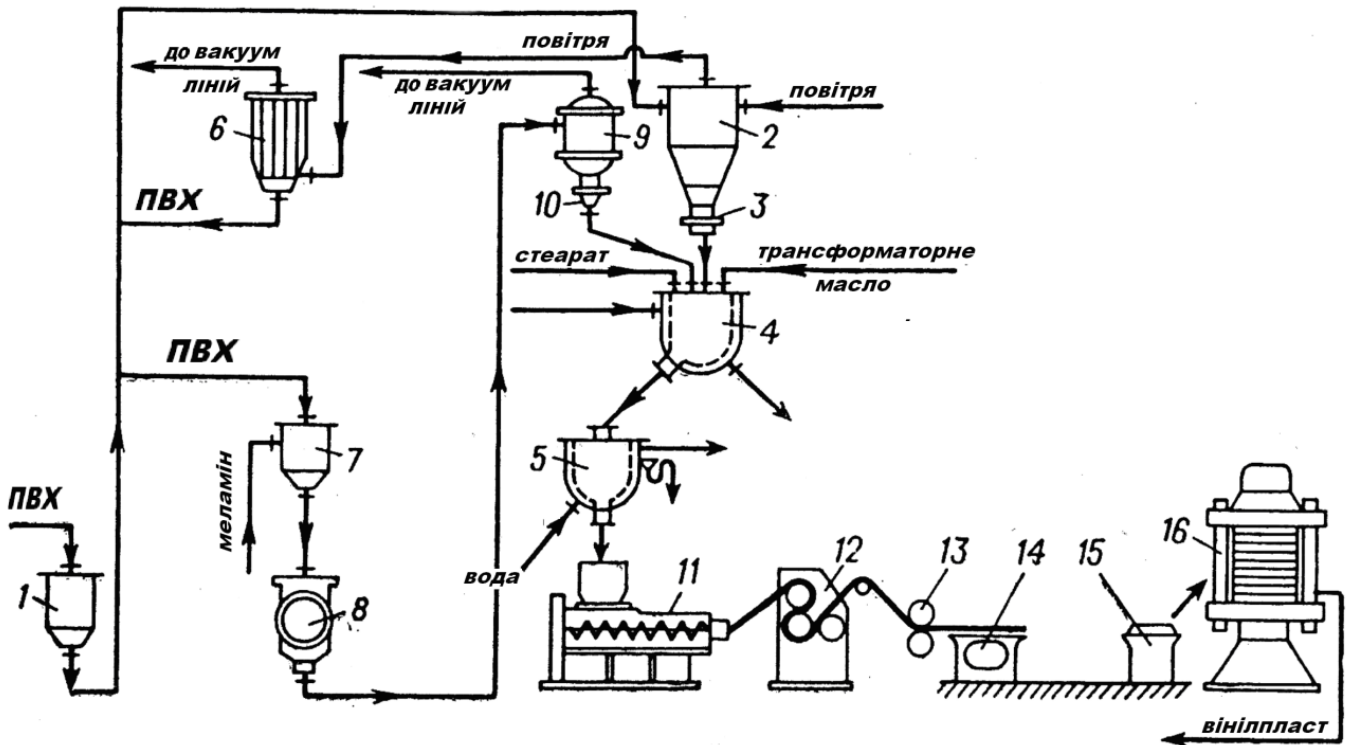 повітря
до вакуум
ліній
до вакуум
ліній
повітря
6
9
2
ПВХ
10
3
стеарат
трансформаторне
масло
4
ПВХ
7
5
меламін
ПВХ
вода
1
8
11
12
13
14
15
16
вінілпласт